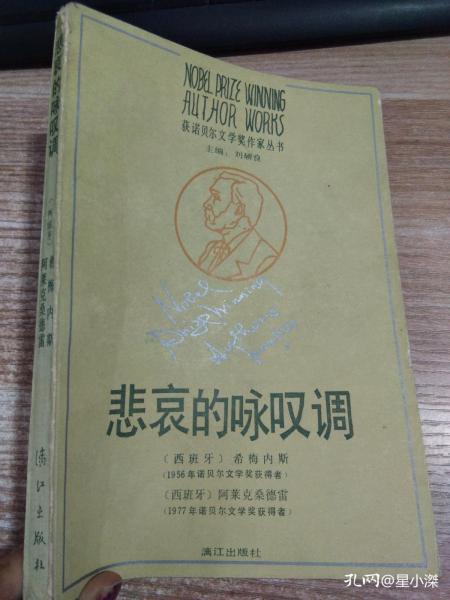 NOBEL PRIZE WINNING
AUTHOR WORKS
获诺贝尔文学奖作家丛书
主编：刘硕良
Nobel
Prize Winning
悲哀的咏叹调
〔西班牙〕希梅内斯
(1956年诺贝尔文学奖获得者)
〔西班牙〕阿莱克桑德雷
(1977年诺贝尔文学奖获得者)
漓江出版社
悲哀的咏叹调
希梅内斯
阿莱克桑德雷
漓江出版社
孔网@星小滐